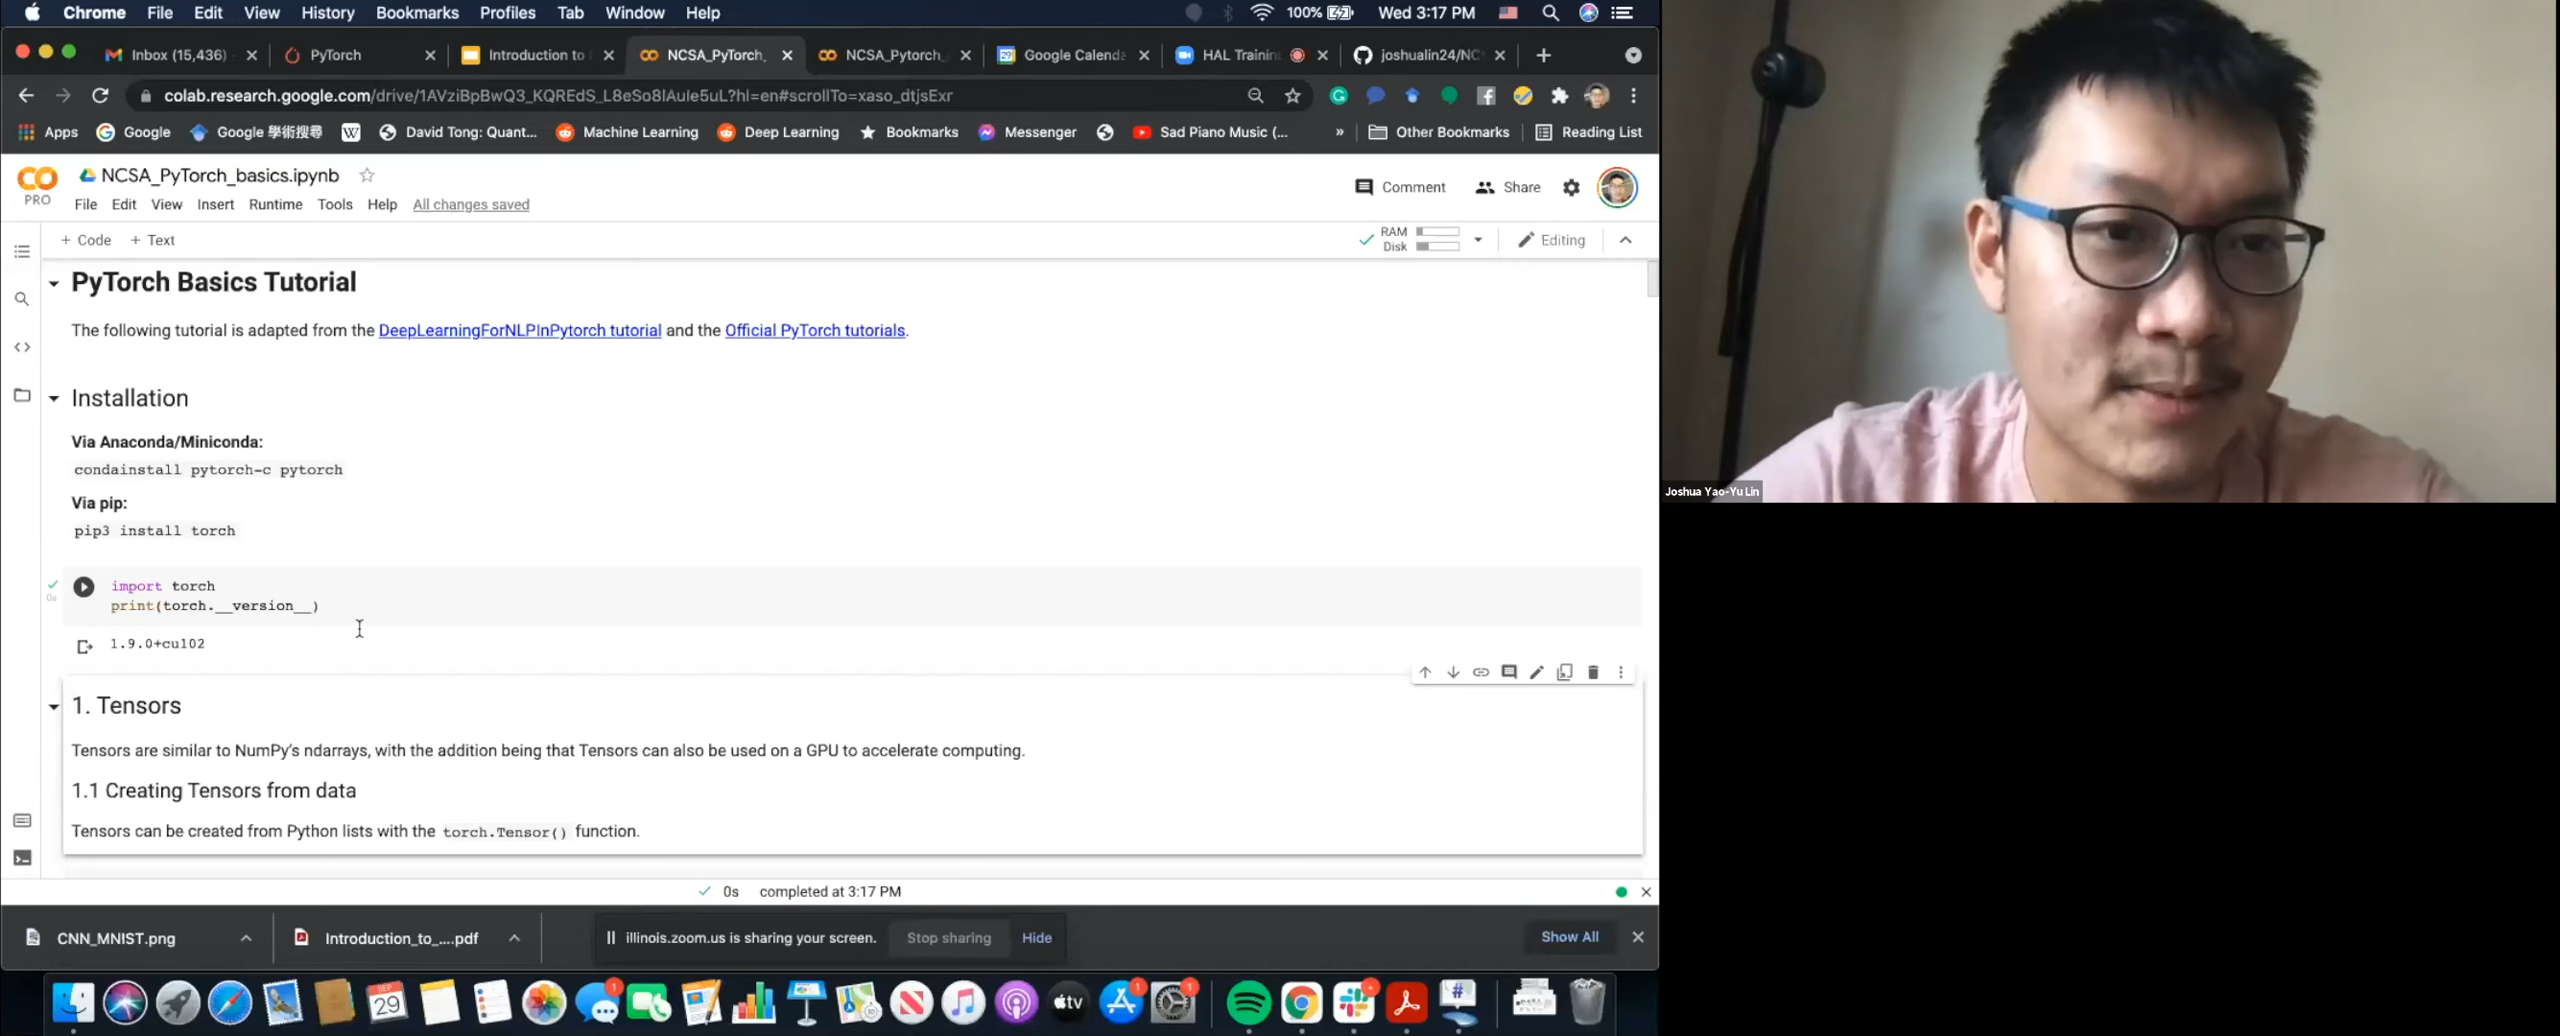 Chrome File Edit View History Bookmarks Profiles Tab Window Help 100% Wed 3:17 PM
Inbox (15,436) PyTorch Introduction to NCSA_PyTorch_ NCSA_Pytorch_ Google Calenda HAL Training joshualin24/NC
colab.research.google.com/drive/1AVziBpBwQ3_KQREdS_L8eSo8lAuIe5uL?hl=en#scrollTo=xaso_dtjsExr
Apps Google Google 學術搜尋 W David Tong: Quant... Machine Learning Deep Learning Bookmarks Messenger Sad Piano Music (... » Other Bookmarks Reading List
NCSA_PyTorch_basics.ipynb
PRO
Comment Share
File Edit View Insert Runtime Tools Help All changes saved
+ Code + Text
RAM
Disk
Editing
PyTorch Basics Tutorial
The following tutorial is adapted from the DeepLearningForNLPInPytorch tutorial and the Official PyTorch tutorials.
Installation
Via Anaconda/Miniconda:
condainstall pytorch-c pytorch
Via pip:
pip3 install torch
import torch
print(torch.__version__)
0s
1.9.0+cu102
1. Tensors
Tensors are similar to NumPy's ndarrays, with the addition being that Tensors can also be used on a GPU to accelerate computing.
1.1 Creating Tensors from data
Tensors can be created from Python lists with the torch.Tensor() function.
0s completed at 3:17 PM
CNN_MNIST.png Introduction_to_....pdf illinois.zoom.us is sharing your screen. Stop sharing Hide Show All
SEP
29
1
tv
1
1
#
Joshua Yao-Yu Lin